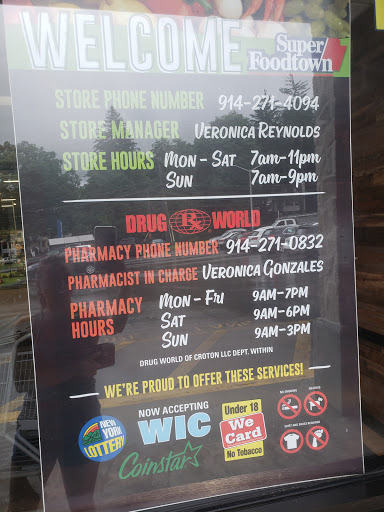 WELCOME
Super Foodtown
STORE PHONE NUMBER 914-271-4094
STORE MANAGER VERONICA REYNOLDS
STORE HOURS MON - SAT 7am-11pm
SUN 7am-9pm
DRUG Rx WORLD
PHARMACY PHONE NUMBER 914-271-0832
PHARMACIST IN CHARGE VERONICA GONZALES
PHARMACY HOURS MON - FRI 9AM-7PM
SAT 9AM-6PM
SUN 9AM-3PM
DRUG WORLD OF CROTON LLC DEPT. WITHIN
WE'RE PROUD TO OFFER THESE SERVICES!
NEW YORK LOTTERY
NOW ACCEPTING
WIC
Coinstar
Under 18
We Card
No Tobacco
NO SMOKING